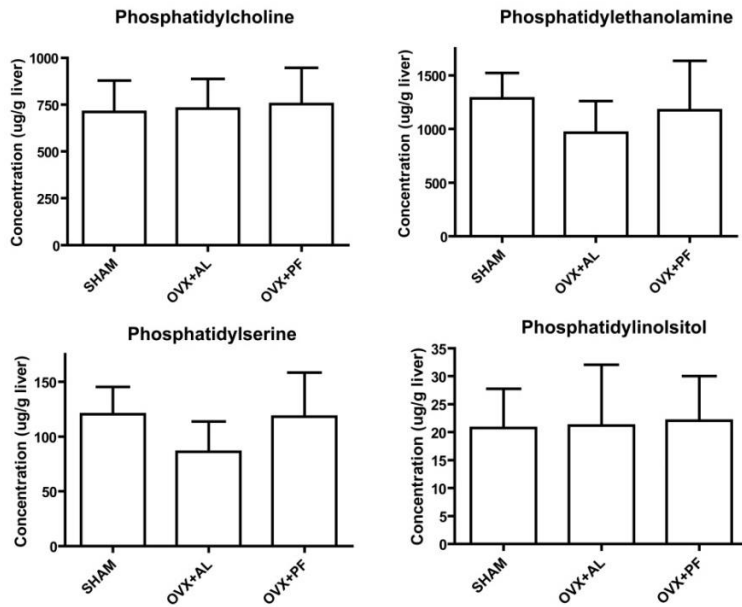 Phosphatidylcholine
Concentration (ug/g liver)
1000
750
500
250
0
SHAM
OVX+AL
OVX+PF
Phosphatidylethanolamine
Concentration (ug/g liver)
1500
1000
500
0
SHAM
OVX+AL
OVX+PF
Phosphatidylserine
Concentration (ug/g liver)
150
100
50
0
SHAM
OVX+AL
OVX+PF
Phosphatidylinolsitol
Concentration (ug/g liver)
35
30
25
20
15
10
5
0
SHAM
OVX+AL
OVX+PF